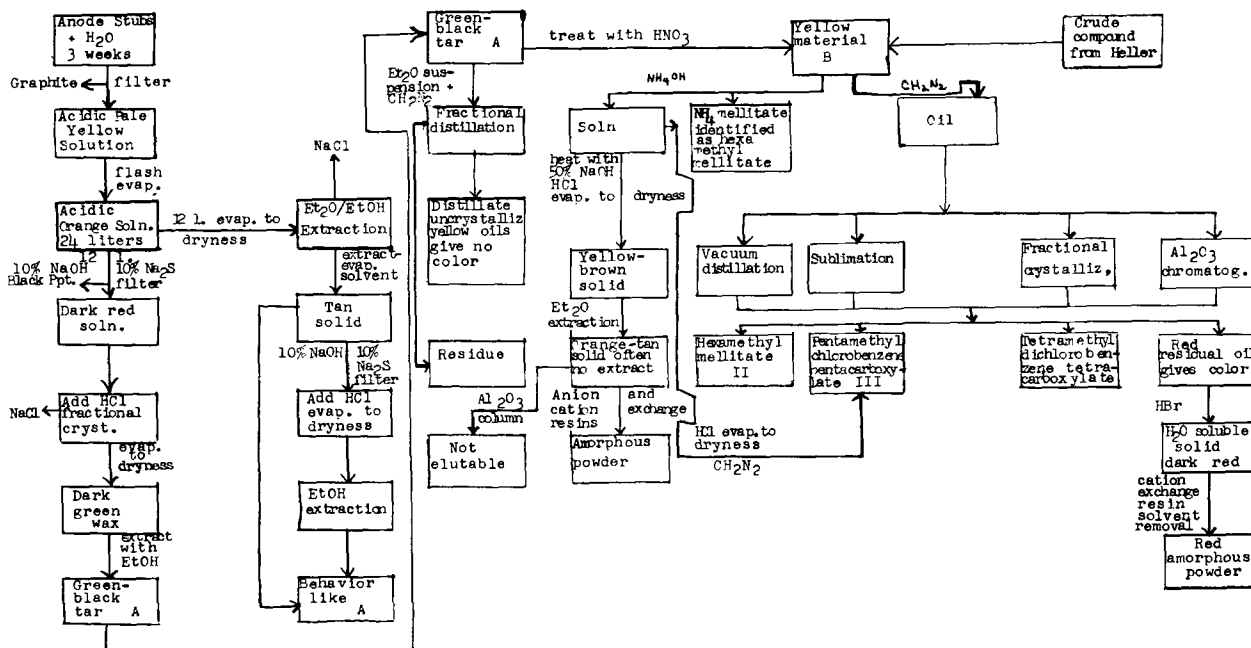 Anode Stubs
+ H2O
3 weeks
Graphite
filter
Acidic Pale
Yellow
Solution
flash
evap.
Acidic
Orange Soln.
24 liters
12 l. evap. to
dryness
12 l.
10% NaOH
10% Na2S
Black Ppt.
filter
Dark red
soln.
Add HCl
fractional
cryst.
NaCl
evap.
to
dryness
Dark
green
wax
extract
with
EtOH
Green-
black
tar A
NaCl
Et2O/EtOH
Extraction
extract-
evap.
solvent
Tan
solid
10% NaOH
10%
Na2S
filter
Add HCl
evap. to
dryness
EtOH
extraction
Behavior
like
A
Green-
black
tar A
treat with HNO3
Et2O sus-
pension +
CH2N2
Fractional
distillation
Distillate
uncrystalliz
yellow oils
give no
color
Residue
Yellow
material
B
Crude
compound
from Heller
NH4OH
CH2N2
Soln
NH4 mellitate
identified
as hexa
methyl
mellitate
Oil
heat with
50% NaOH
HCl
evap. to dryness
Yellow-
brown
solid
Et2O
extraction
Orange-tan
solid often
no extract
Al2O3
column
Anion and
cation exchange
resins
Not
elutable
Amorphous
powder
HCl evap. to
dryness
CH2N2
Vacuum
distillation
Sublimation
Fractional
crystalliz.
Al2O3
chromatog.
Hexamethyl
mellitate
II
Pentamethyl
chlorobenzene
pentacarboxy-
late III
Tetramethyl
dichloroben-
zene tetra-
carboxylate
Red
residual oil
gives color
HBr
H2O soluble
solid
dark red
cation
exchange
resin
solvent
removal
Red
amorphous
powder